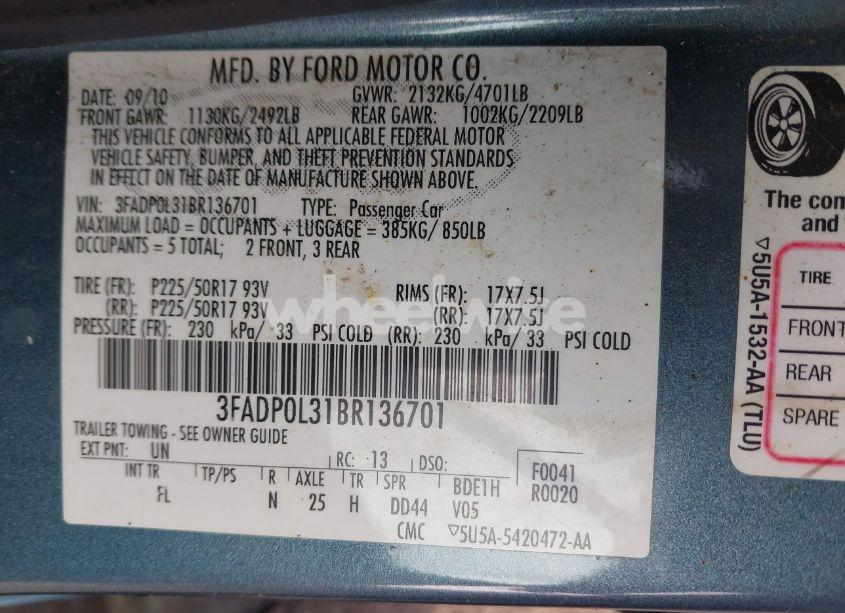 MFD. BY FORD MOTOR CO.
DATE: 09/10 GVWR: 2132KG/4701LB
FRONT GAWR: 1130KG/2492LB REAR GAWR: 1002KG/2209LB
THIS VEHICLE CONFORMS TO ALL APPLICABLE FEDERAL MOTOR
VEHICLE SAFETY, BUMPER, AND THEFT PREVENTION STANDARDS
IN EFFECT ON THE DATE OF MANUFACTURE SHOWN ABOVE.
VIN: 3FADP0L31BR136701 TYPE: Passenger Car
MAXIMUM LOAD = OCCUPANTS + LUGGAGE = 385KG/ 850LB
OCCUPANTS = 5 TOTAL; 2 FRONT, 3 REAR
TIRE (FR): P225/50R17 93V RIMS (FR): 17X7.5J
(RR): P225/50R17 93V (RR): 17X7.5J
PRESSURE (FR): 230 kPa/ 33 PSI COLD (RR): 230 kPa/ 33 PSI COLD
3FADP0L31BR136701
TRAILER TOWING - SEE OWNER GUIDE
EXT PNT: UN RC: 13 DSO: F0041
R0020
INT TR TP/PS R AXLE TR SPR BDE1H
FL N 25 H DD44 V05
CMC ▽5U5A-5420472-AA
wheelwise
▽5U5A-1532-AA (TLU)
The com
and
TIRE
FRONT
REAR
SPARE